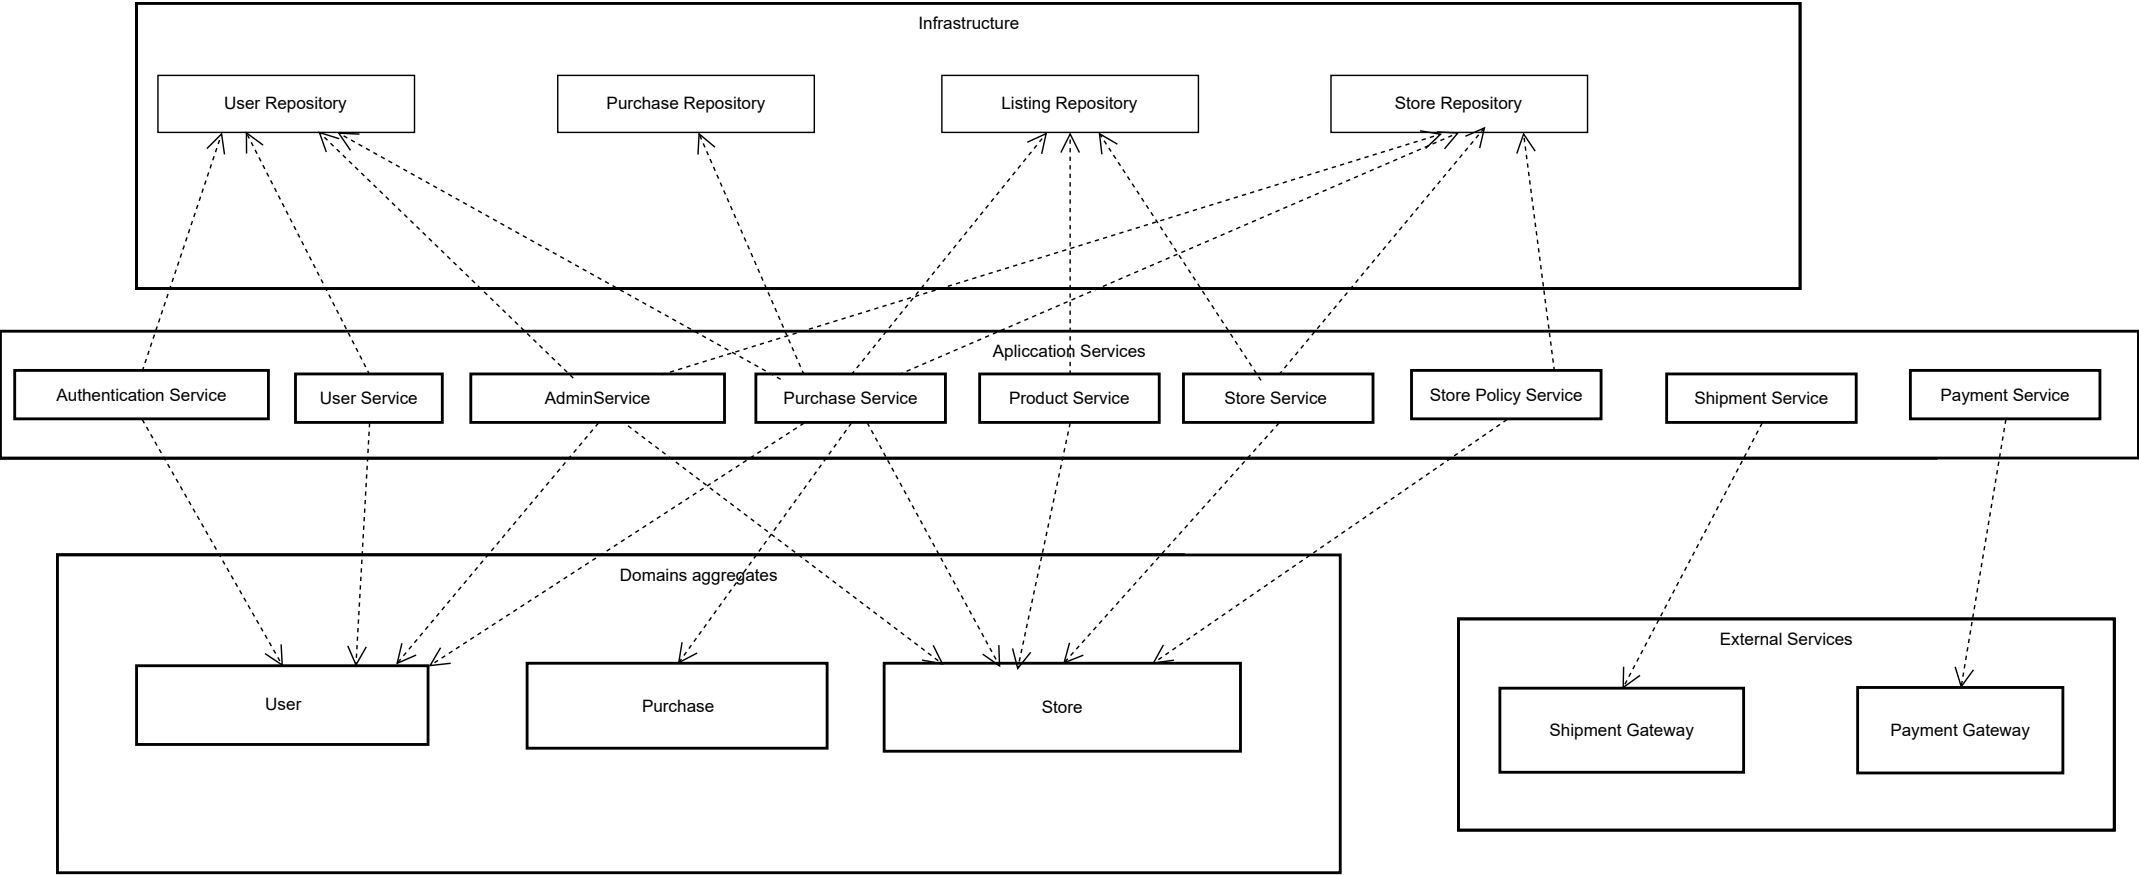 Infrastructure
User Repository
Purchase Repository
Listing Repository
Store Repository
Apliccation Services
Authentication Service
User Service
AdminService
Purchase Service
Product Service
Store Service
Store Policy Service
Shipment Service
Payment Service
Domains aggregates
User
Purchase
Store
External Services
Shipment Gateway
Payment Gateway